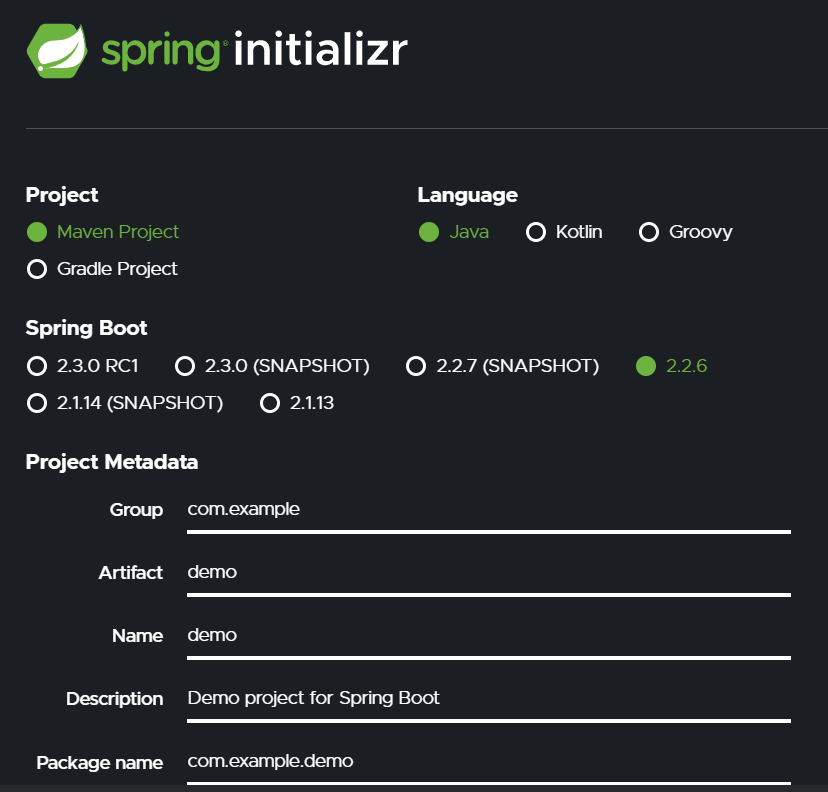 spring initializr
Project
Maven Project
Gradle Project
Language
Java Kotlin Groovy
Spring Boot
2.3.0 RC1 2.3.0 (SNAPSHOT) 2.2.7 (SNAPSHOT) 2.2.6
2.1.14 (SNAPSHOT) 2.1.13
Project Metadata
Group com.example
Artifact demo
Name demo
Description Demo project for Spring Boot
Package name com.example.demo